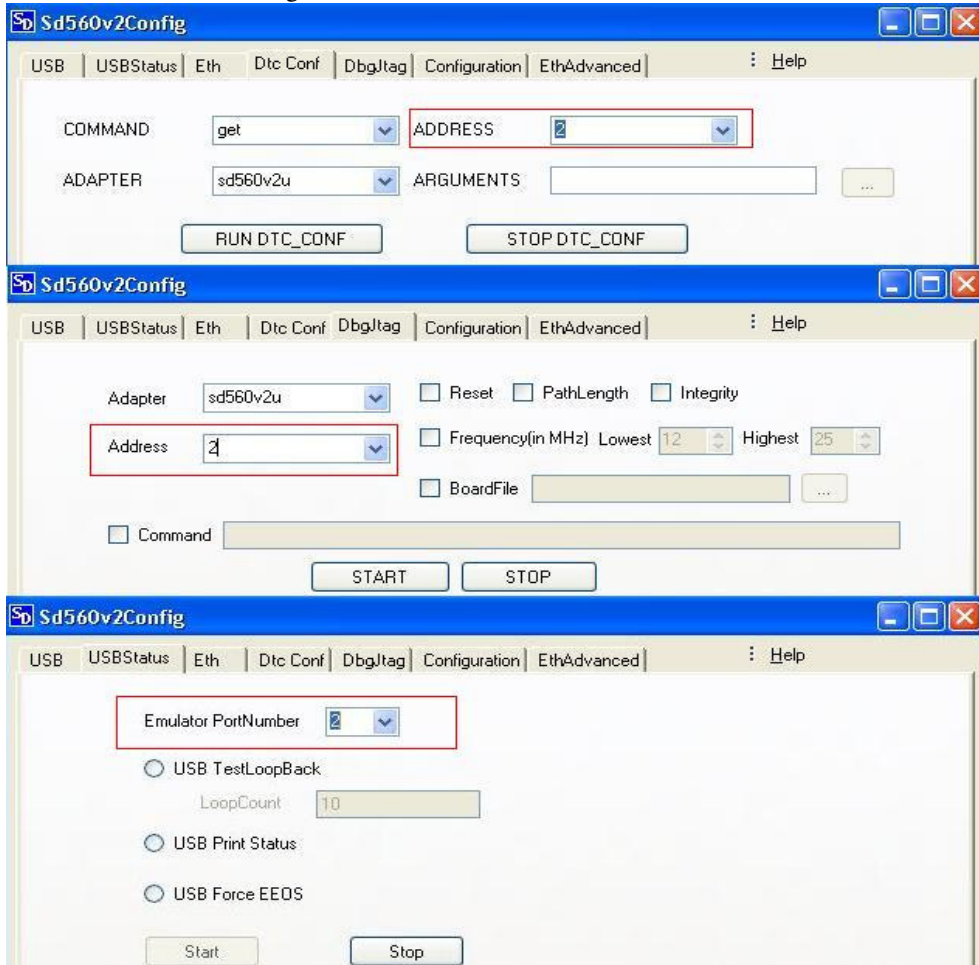 SD Sd560v2Config
USB USBStatus Eth Dtc Conf DbgJtag Configuration EthAdvanced : Help
COMMAND get ADDRESS 2
ADAPTER sd560v2u ARGUMENTS ...
RUN DTC_CONF STOP DTC_CONF
SD Sd560v2Config
USB USBStatus Eth Dtc Conf DbgJtag Configuration EthAdvanced : Help
Adapter sd560v2u Reset PathLength Integrity
Address 2 Frequency(in MHz) Lowest 12 Highest 25
BoardFile ...
Command
START STOP
SD Sd560v2Config
USB USBStatus Eth Dtc Conf DbgJtag Configuration EthAdvanced : Help
Emulator PortNumber 2
USB TestLoopBack
LoopCount 10
USB Print Status
USB Force EEOS
Start Stop